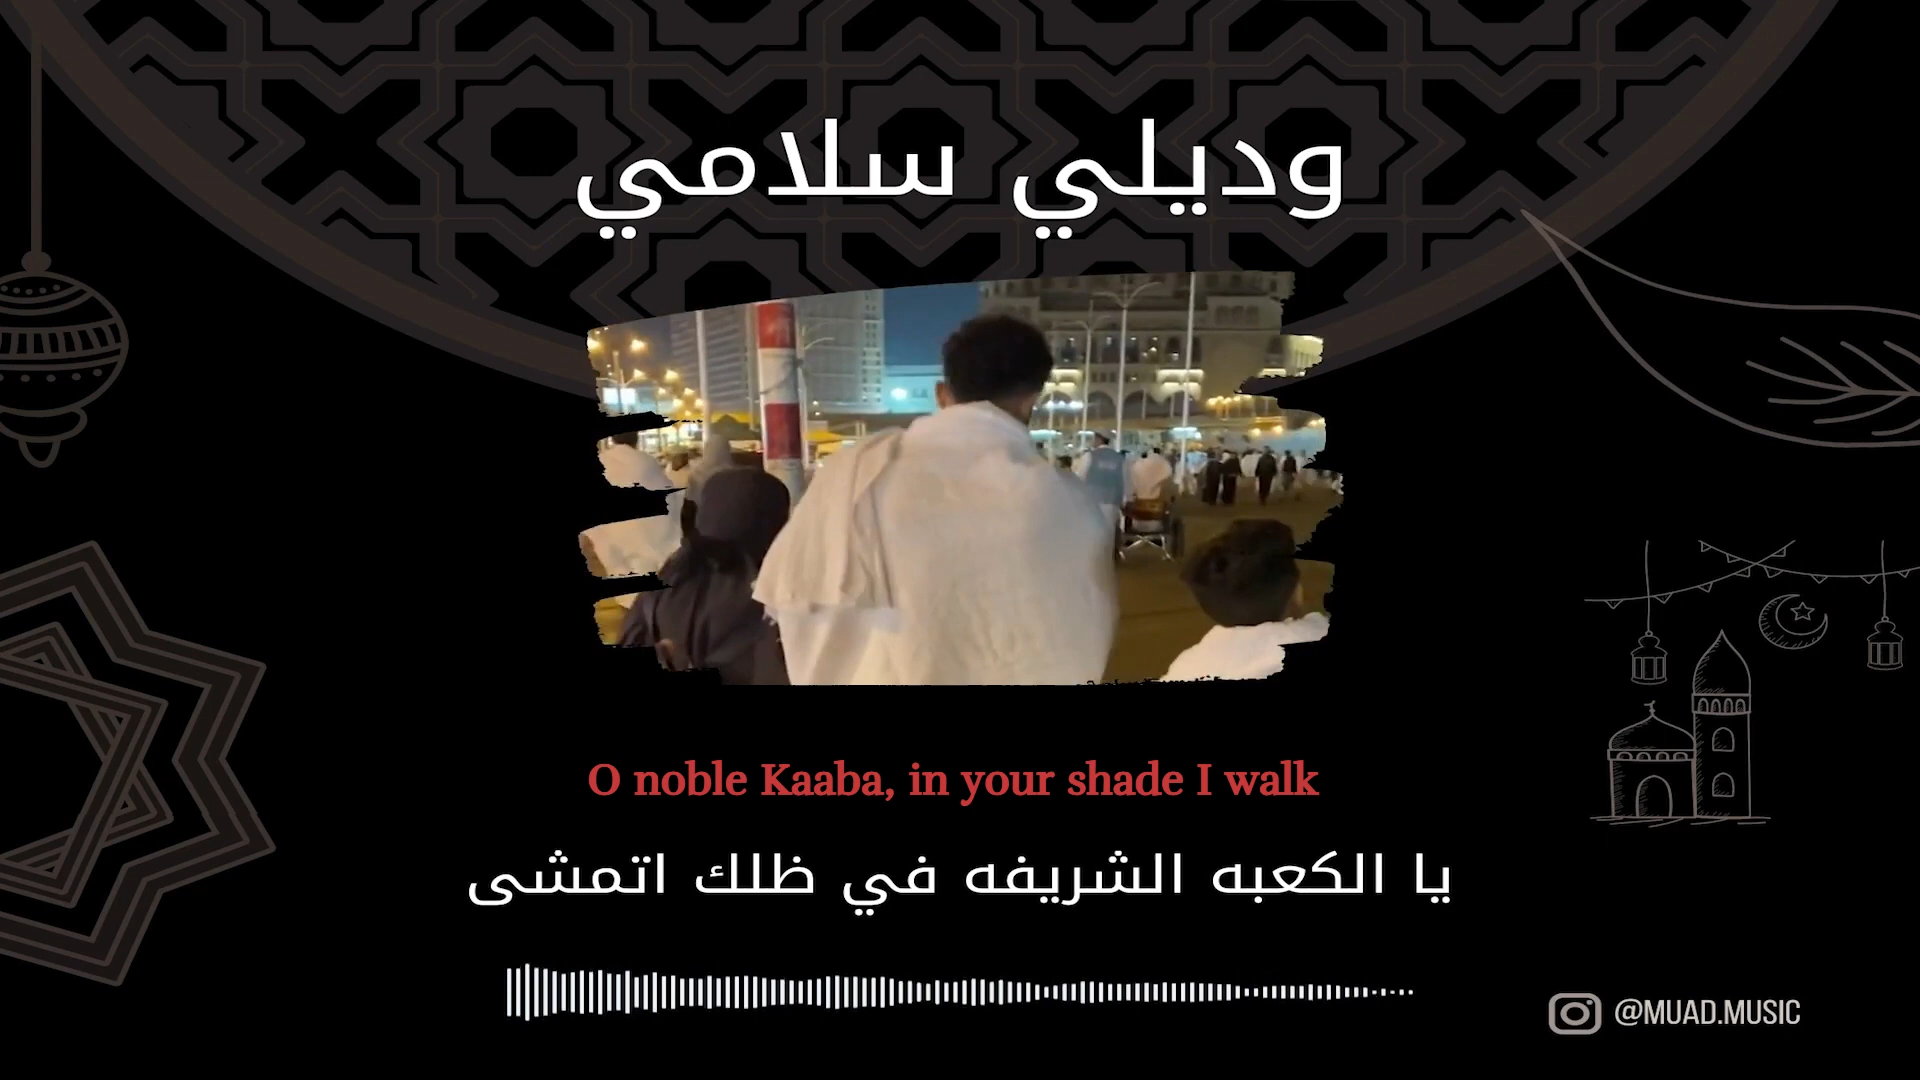 وديلي سلامي
O noble Kaaba, in your shade I walk
يا الكعبه الشريفه في ظلك اتمشى
@MUAD.MUSIC